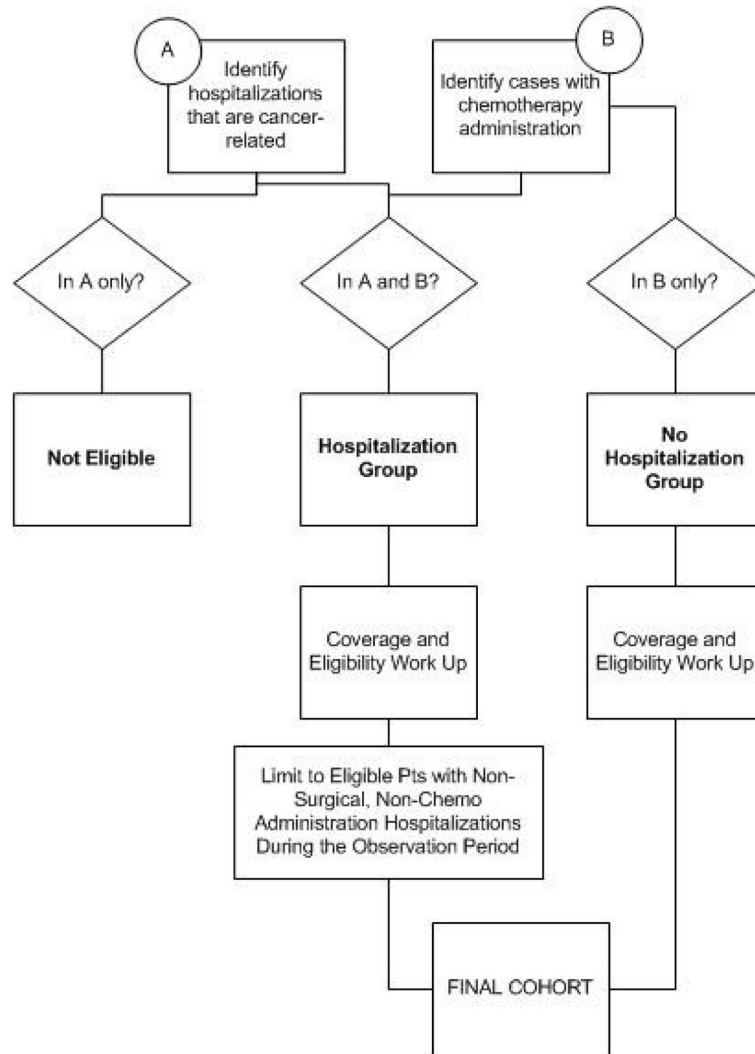 A
Identify
hospitalizations
that are cancer-
related
B
Identify cases with
chemotherapy
administration
In A only?
In A and B?
In B only?
Not Eligible
Hospitalization
Group
No
Hospitalization
Group
Coverage and
Eligibility Work Up
Coverage and
Eligibility Work Up
Limit to Eligible Pts with Non-
Surgical, Non-Chemo
Administration Hospitalizations
During the Observation Period
FINAL COHORT